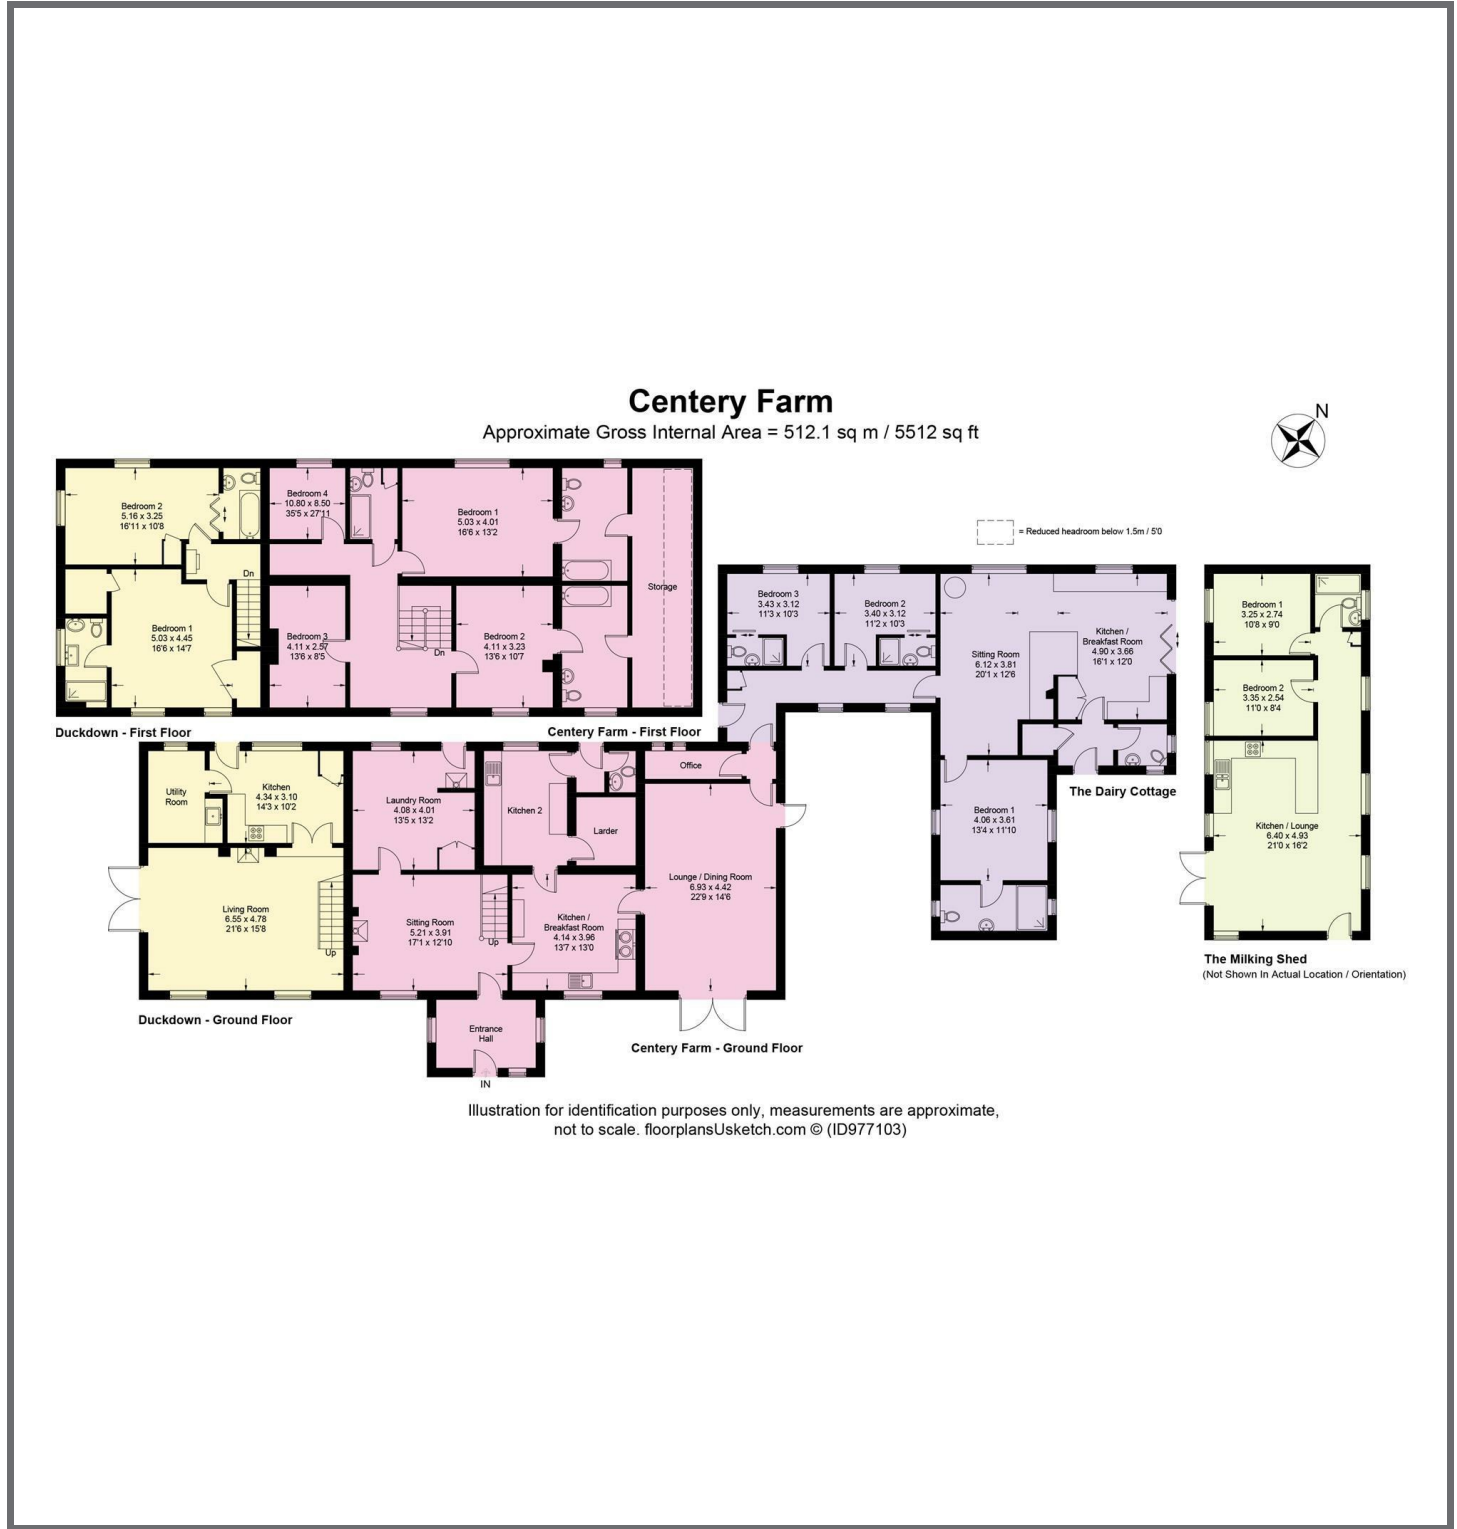 Centery Farm
Approximate Gross Internal Area = 512.1 sq m / 5512 sq ft
N
= Reduced headroom below 1.5m / 5'0
Bedroom 2
5.16 x 3.25
16'11 x 10'8
Bedroom 1
5.03 x 4.45
16'6 x 14'7
Dn
Duckdown - First Floor
Bedroom 4
10.80 x 8.50
35'5 x 27'11
Bedroom 1
5.03 x 4.01
16'6 x 13'2
Bedroom 3
4.11 x 2.57
13'6 x 8'5
Dn
Bedroom 2
4.11 x 3.23
13'6 x 10'7
Storage
Centery Farm - First Floor
Utility
Room
Kitchen
4.34 x 3.10
14'3 x 10'2
Living Room
6.55 x 4.78
21'6 x 15'8
Up
Duckdown - Ground Floor
Laundry Room
4.08 x 4.01
13'5 x 13'2
Kitchen 2
Larder
Office
Sitting Room
5.21 x 3.91
17'1 x 12'10
Up
Kitchen /
Breakfast Room
4.14 x 3.96
13'7 x 13'0
Lounge / Dining Room
6.93 x 4.42
22'9 x 14'6
Entrance
Hall
IN
Centery Farm - Ground Floor
Bedroom 3
3.43 x 3.12
11'3 x 10'3
Bedroom 2
3.40 x 3.12
11'2 x 10'3
Sitting Room
6.12 x 3.81
20'1 x 12'6
Kitchen /
Breakfast Room
4.90 x 3.66
16'1 x 12'0
Bedroom 1
4.06 x 3.61
13'4 x 11'10
The Dairy Cottage
Bedroom 1
3.25 x 2.74
10'8 x 9'0
Bedroom 2
3.35 x 2.54
11'0 x 8'4
Kitchen / Lounge
6.40 x 4.93
21'0 x 16'2
The Milking Shed
(Not Shown In Actual Location / Orientation)
Illustration for identification purposes only, measurements are approximate,
not to scale. floorplansUsketch.com © (ID977103)